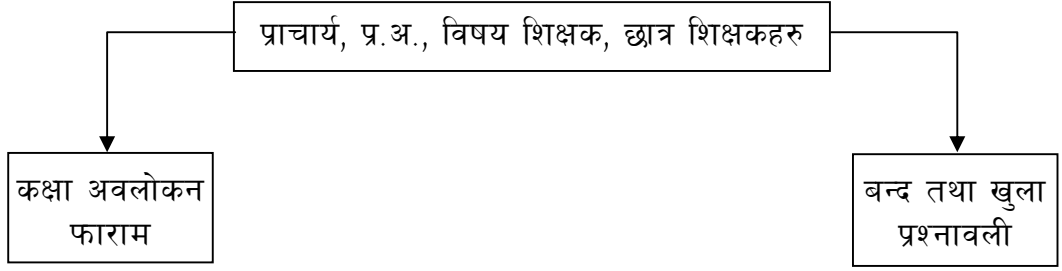 प्राचार्य, प्र.अ., विषय शिक्षक, छात्र शिक्षकहरु
कक्षा अवलोकन
फाराम
बन्द तथा खुला
प्रश्नावली